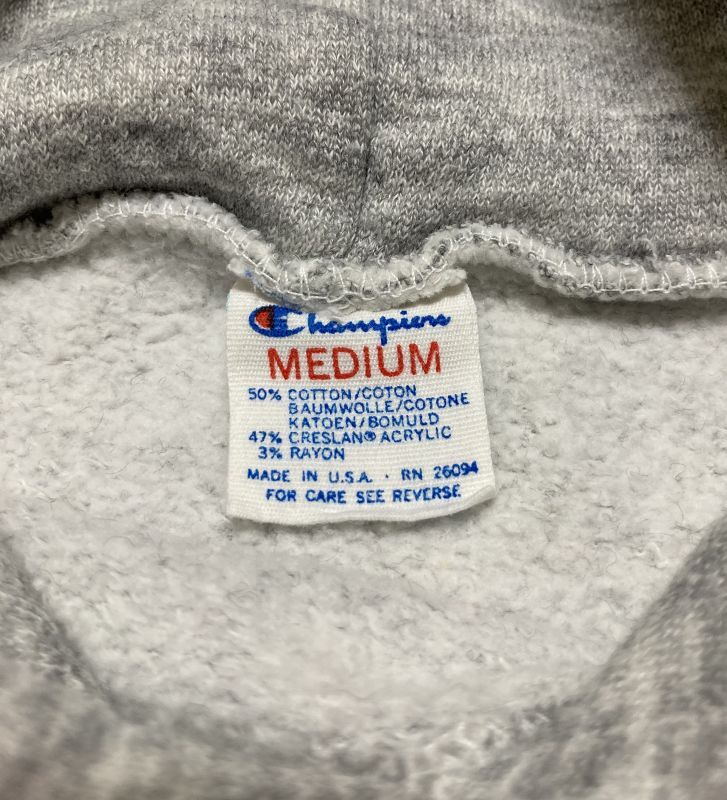 Champion
MEDIUM
50% COTTON/COTON
BAUMWOLLE/COTONE
KATOEN/BOMULD
47% CRESLAN® ACRYLIC
3% RAYON
MADE IN U.S.A. · RN 26094
FOR CARE SEE REVERSE